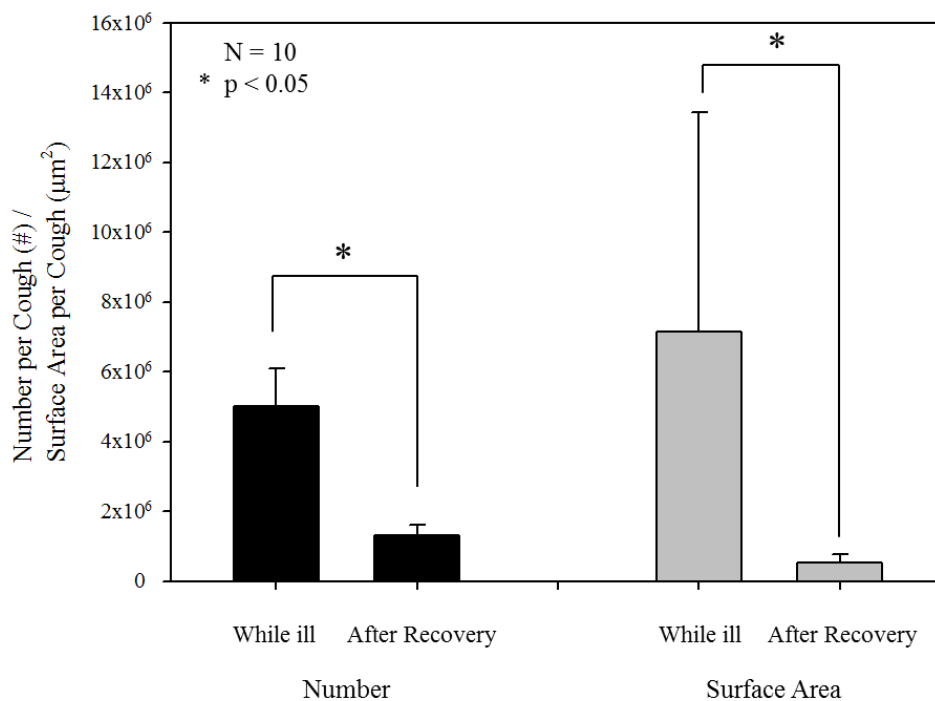 Number per Cough (#) /
Surface Area per Cough (µm²)
16x10⁶
14x10⁶
12x10⁶
10x10⁶
8x10⁶
6x10⁶
4x10⁶
2x10⁶
0
N = 10
* p < 0.05
*
*
While ill After Recovery While ill After Recovery
Number Surface Area